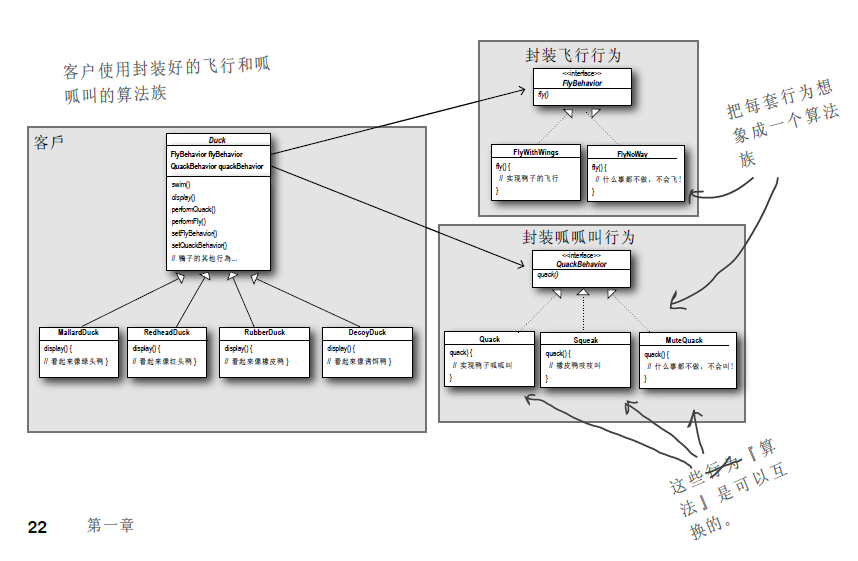 客户使用封装好的飞行和呱
呱叫的算法族
客戶
Duck
FlyBehavior flyBehavior
QuackBehavior quackBehavior
swim()
display()
performQuack()
performFly()
setFlyBehavior()
setQuackBehavior()
// 鴨子的其他行為...
MallardDuck
display() {
// 看起来像绿头鸭 }
RedheadDuck
display() {
// 看起来像红头鸭 }
RubberDuck
display() {
// 看起来像橡皮鸭 }
DecoyDuck
display() {
// 看起来像诱饵鸭 }
封装飞行行为
<<interface>>
FlyBehavior
fly()
FlyWithWings
fly() {
// 实现鸭子的飞行
}
FlyNoWay
fly() {
// 什么事都不做，不会飞！
}
把每套行为想
象成一个算法
族
封装呱呱叫行为
<<interface>>
QuackBehavior
quack()
Quack
quack) {
// 实现鸭子呱呱叫
}
Squeak
quack() {
// 橡皮鸭吱吱叫
}
MuteQuack
quack() {
// 什么事都不做，不会叫！
}
这些行为『算
法』是可以互
换的。
22 第一章